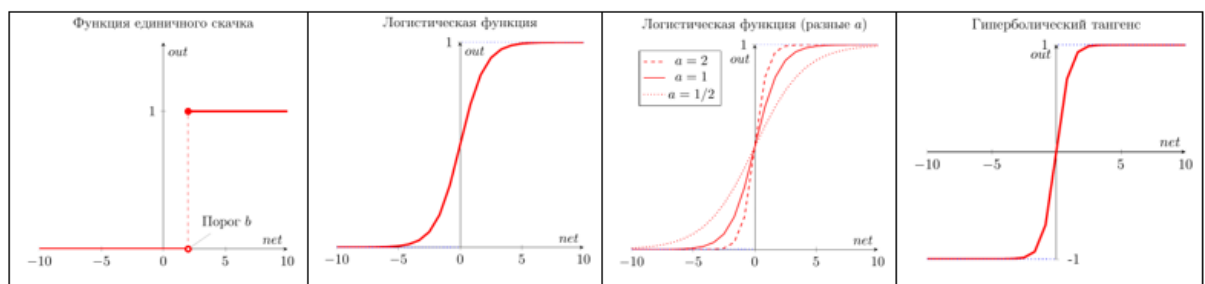 Функция единичного скачка
out
1
Порог b
net
−10 −5 0 5 10
Логистическая функция
1
out
net
−10 −5 0 5 10
Логистическая функция (разные a)
1
out
a = 2
a = 1
a = 1/2
net
−10 −5 0 5 10
Гиперболический тангенс
1
out
net
−10 −5 5 10
-1